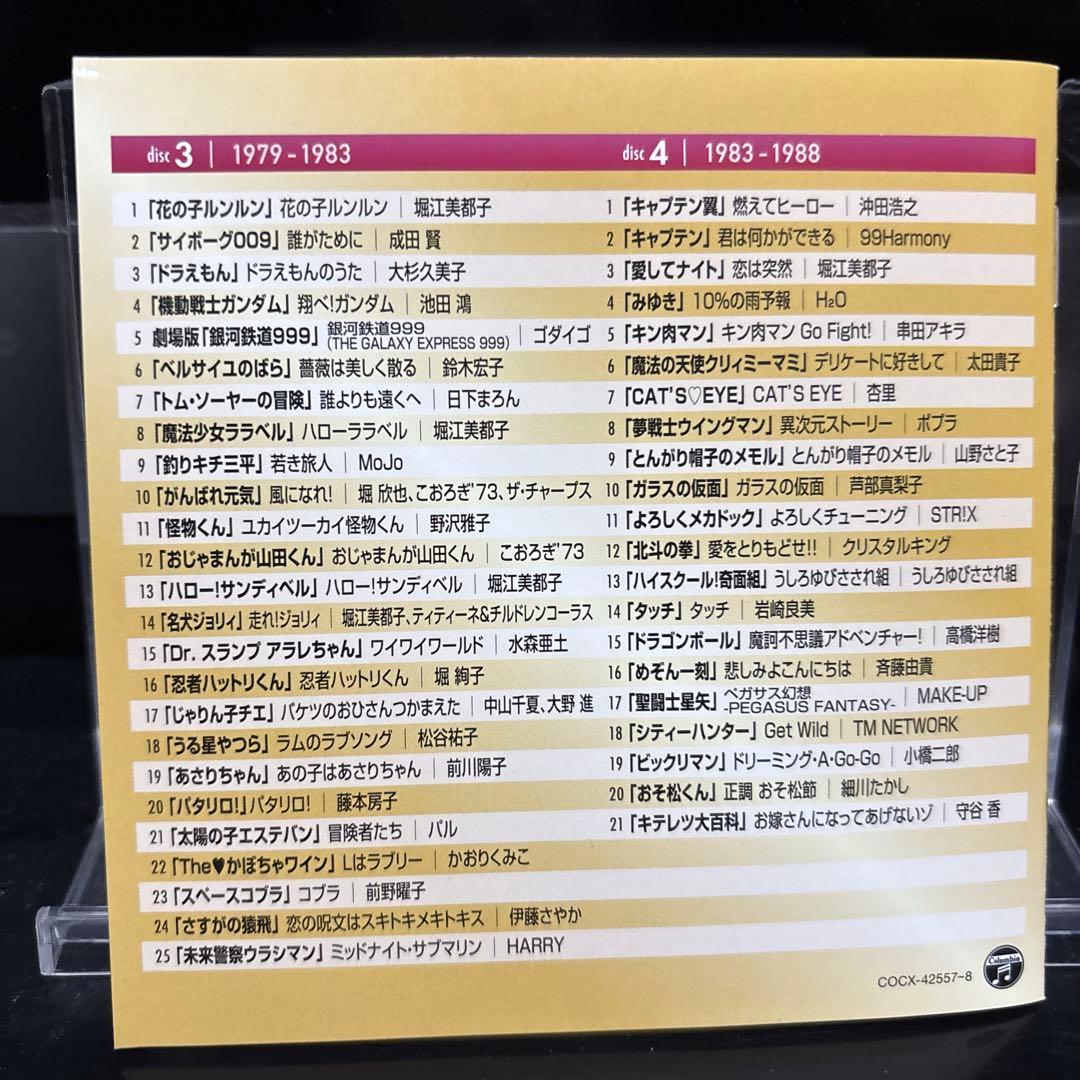 disc 3 | 1979-1983
1「花の子ルンルン」花の子ルンルン｜堀江美都子
2「サイボーグ009」誰がために｜成田 賢
3「ドラえもん」ドラえもんのうた｜大杉久美子
4「機動戦士ガンダム」翔べ!ガンダム｜池田 鴻
5 劇場版「銀河鉄道999」銀河鉄道999 (THE GALAXY EXPRESS 999)｜ゴダイゴ
6「ベルサイユのばら」薔薇は美しく散る｜鈴木宏子
7「トム・ソーヤーの冒険」誰よりも遠くへ｜日下まろん
8「魔法少女ララベル」ハローララベル｜堀江美都子
9「釣りキチ三平」若き旅人｜MoJo
10「がんばれ元気」風になれ!｜堀 欣也、こおろぎ'73、ザ・チャープス
11「怪物くん」ユカイツーカイ怪物くん｜野沢雅子
12「おじゃまんが山田くん」おじゃまんが山田くん｜こおろぎ'73
13「ハロー!サンディベル」ハロー!サンディベル｜堀江美都子
14「名犬ジョリィ」走れ!ジョリィ｜堀江美都子、ティティーネ&チルドレンコーラス
15「Dr. スランプ アラレちゃん」ワイワイワールド｜水森亜土
16「忍者ハットリくん」忍者ハットリくん｜堀 絢子
17「じゃりん子チエ」バケツのおひさんつかまえた｜中山千夏、大野 進
18「うる星やつら」ラムのラブソング｜松谷祐子
19「あさりちゃん」あの子はあさりちゃん｜前川陽子
20「パタリロ!」パタリロ!｜藤本房子
21「太陽の子エステバン」冒険者たち｜パル
22「The♥かぼちゃワイン」Lはラブリー｜かおりくみこ
23「スペースコブラ」コブラ｜前野曜子
24「さすがの猿飛」恋の呪文はスキトキメキトキス｜伊藤さやか
25「未来警察ウラシマン」ミッドナイト・サブマリン｜HARRY
disc 4 | 1983-1988
1「キャプテン翼」燃えてヒーロー｜沖田浩之
2「キャプテン」君は何かができる｜99Harmony
3「愛してナイト」恋は突然｜堀江美都子
4「みゆき」10%の雨予報｜H₂O
5「キン肉マン」キン肉マン Go Fight!｜串田アキラ
6「魔法の天使クリィミーマミ」デリケートに好きして｜太田貴子
7「CAT'S♡EYE」CAT'S EYE｜杏里
8「夢戦士ウイングマン」異次元ストーリー｜ポプラ
9「とんがり帽子のメモル」とんがり帽子のメモル｜山野さと子
10「ガラスの仮面」ガラスの仮面｜芦部真梨子
11「よろしくメカドック」よろしくチューニング｜STR!X
12「北斗の拳」愛をとりもどせ!!｜クリスタルキング
13「ハイスクール!奇面組」うしろゆびさされ組｜うしろゆびさされ組
14「タッチ」タッチ｜岩崎良美
15「ドラゴンボール」魔訶不思議アドベンチャー!｜高橋洋樹
16「めぞん一刻」悲しみよこんにちは｜斉藤由貴
17「聖闘士星矢」ペガサス幻想 -PEGASUS FANTASY-｜MAKE-UP
18「シティーハンター」Get Wild｜TM NETWORK
19「ビックリマン」ドリーミング・A・Go-Go｜小橋二郎
20「おそ松くん」正調 おそ松節｜細川たかし
21「キテレツ大百科」お嫁さんになってあげないゾ｜守谷 香
COCX-42557~8
Columbia